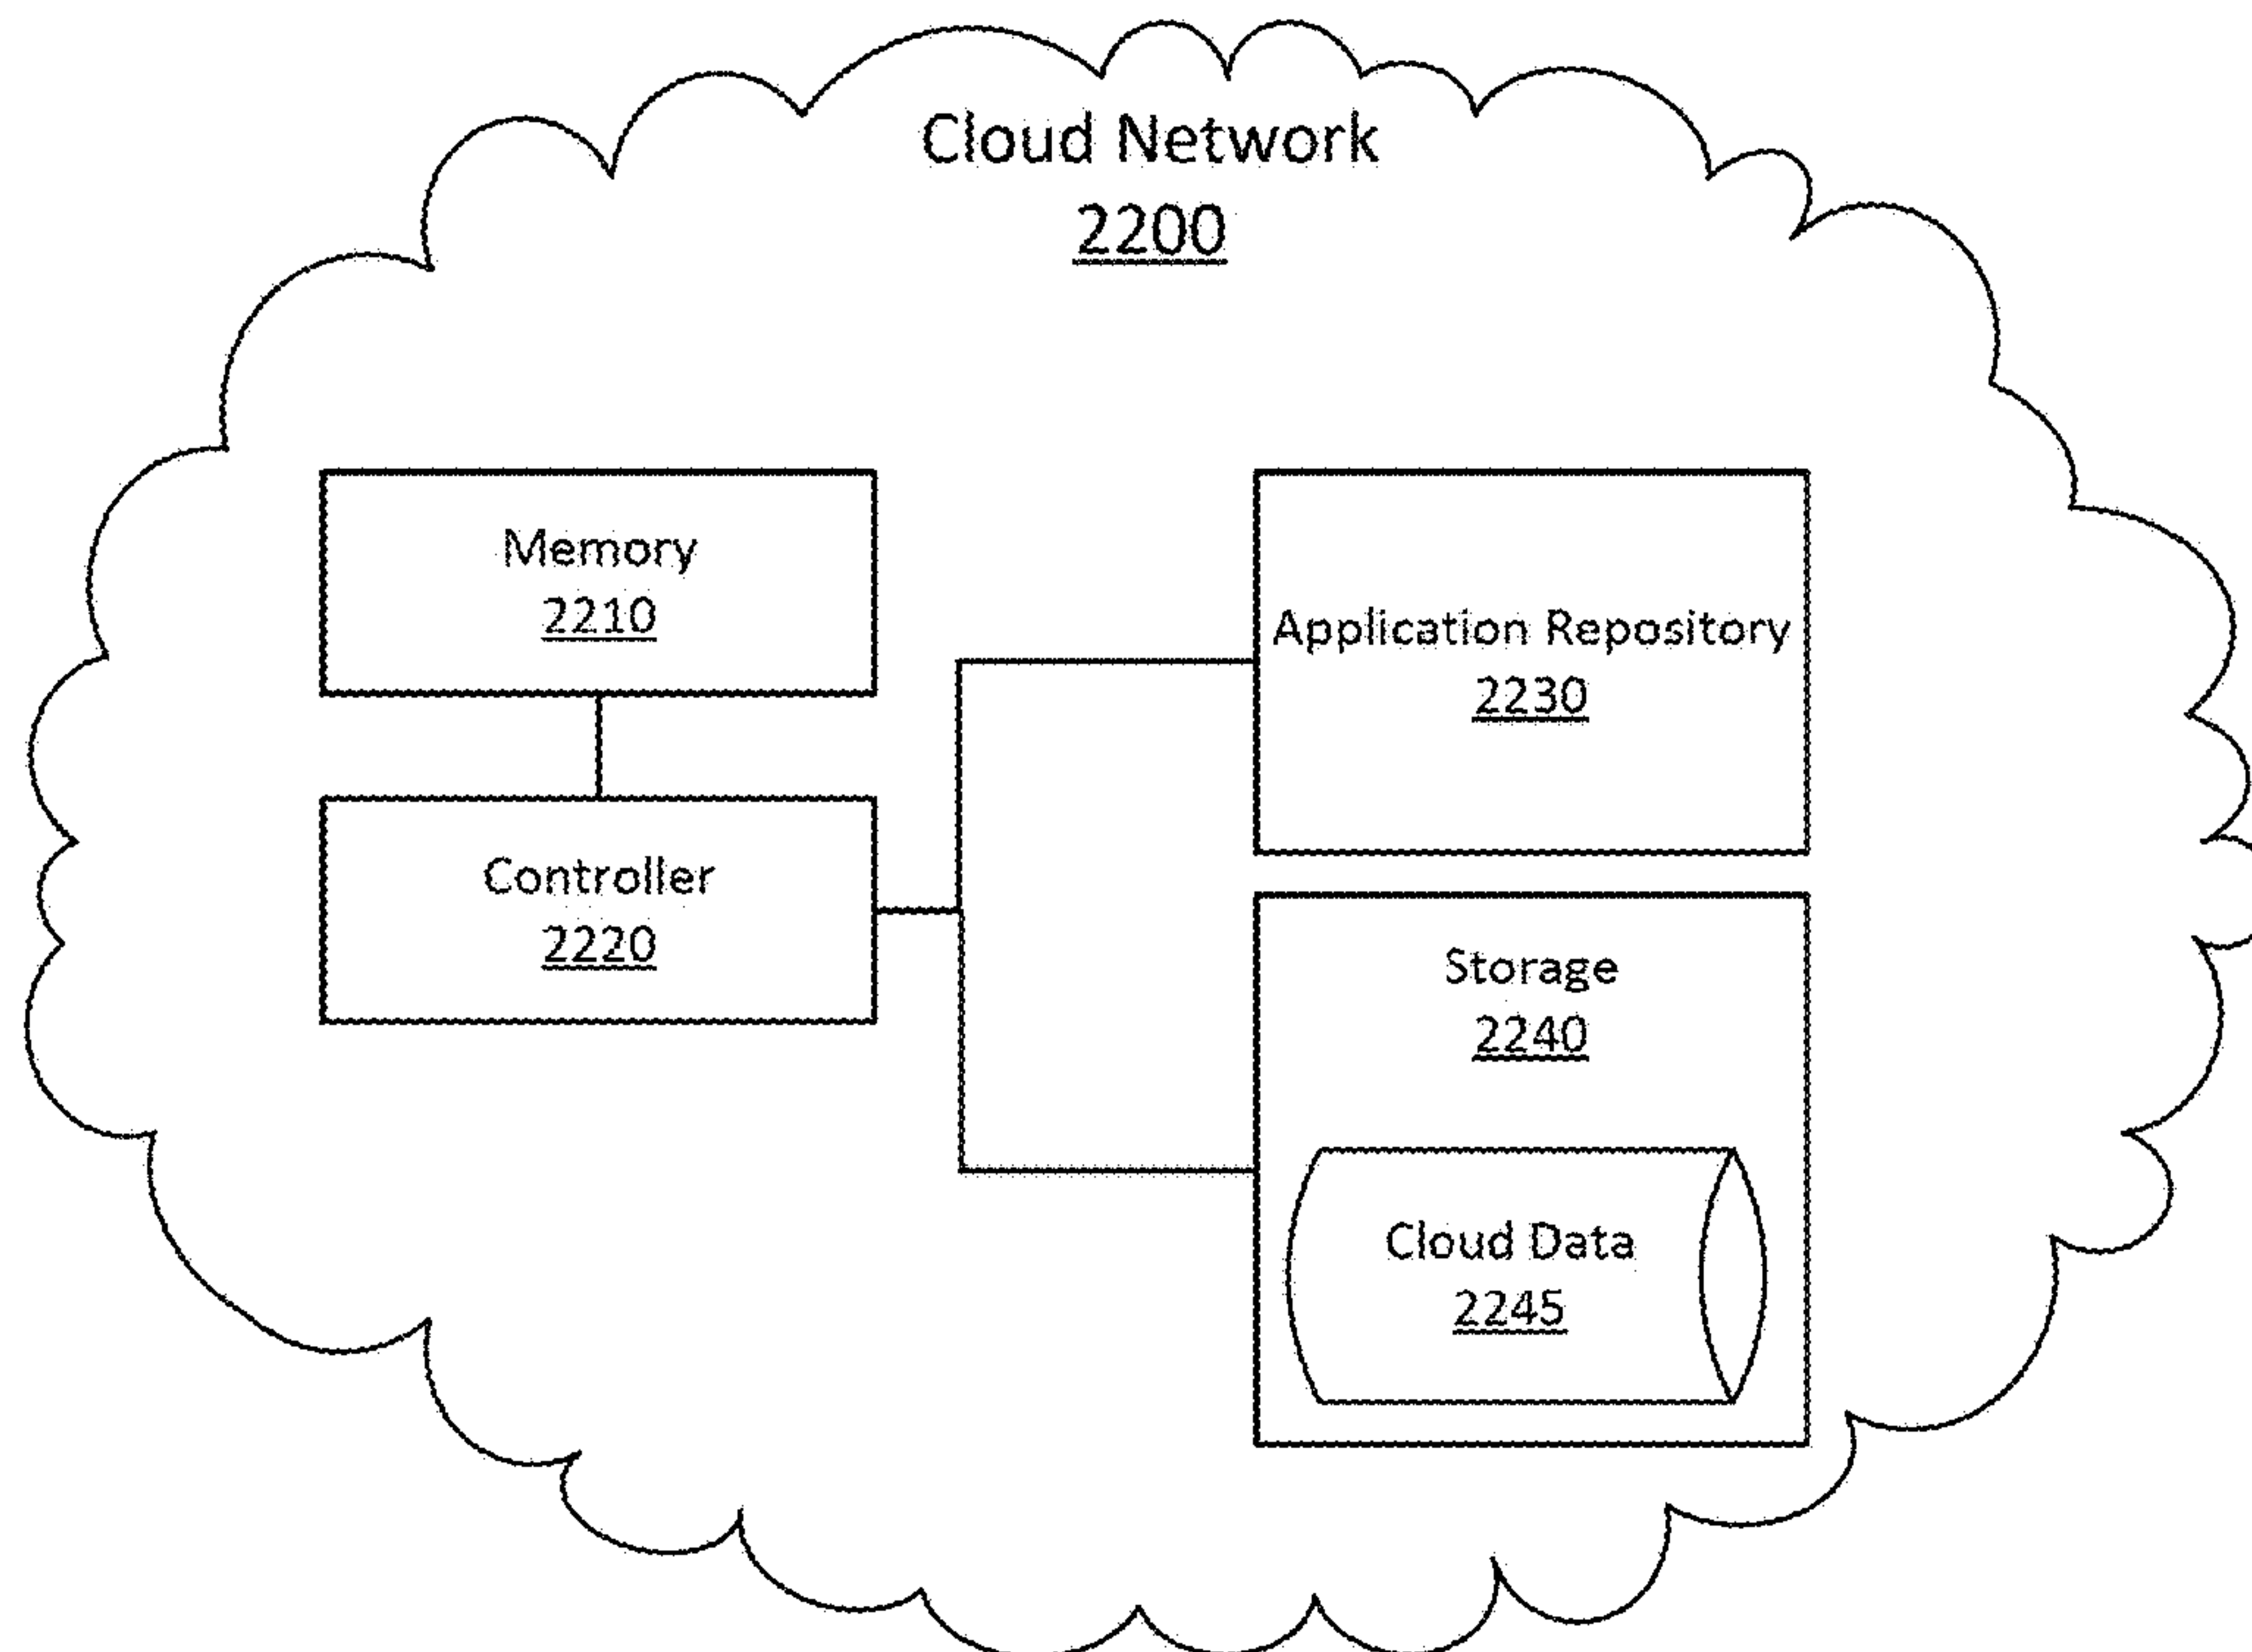 Cloud Network
2200
Memory
2210
Controller
2220
Application Repository
2230
Storage
2240
Cloud Data
2245